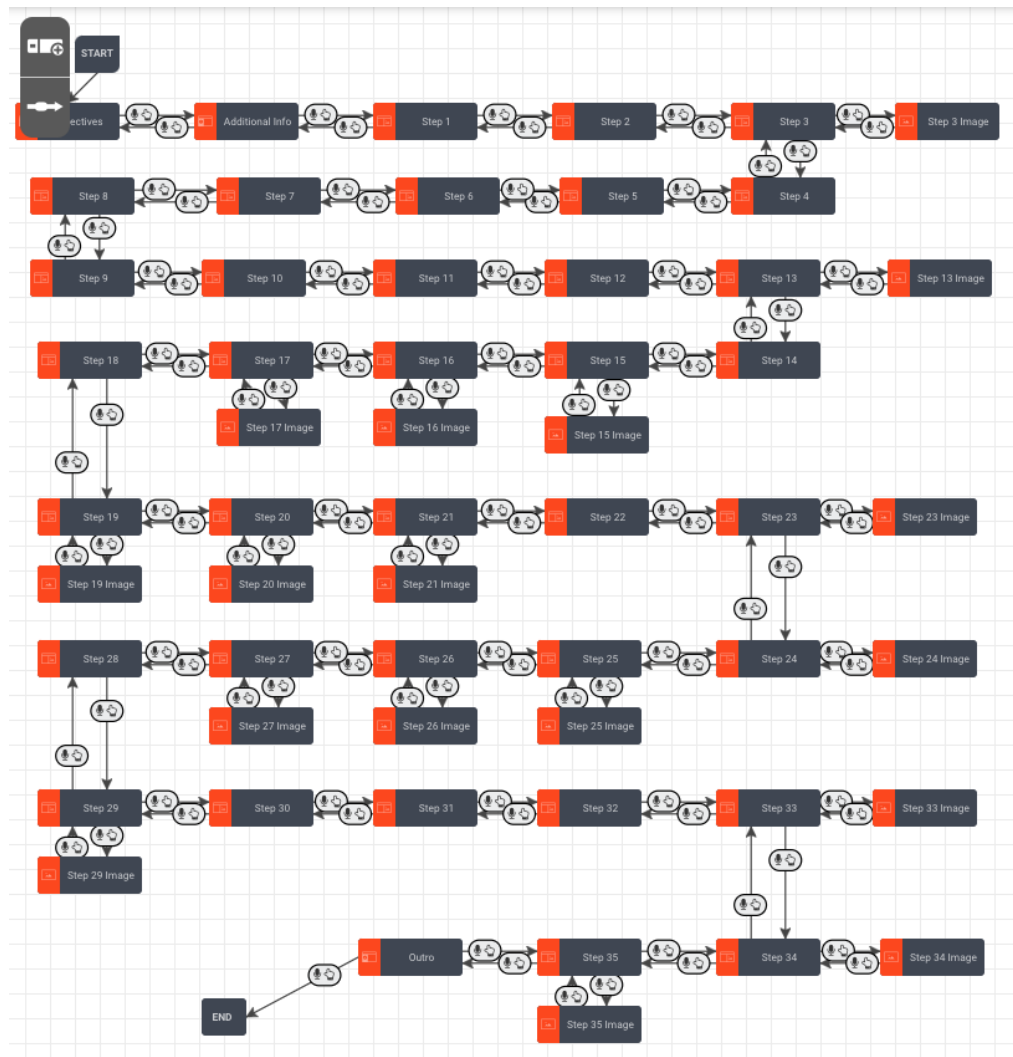 START
ectives
Additional Info
Step 1
Step 2
Step 3
Step 3 Image
Step 8
Step 7
Step 6
Step 5
Step 4
Step 9
Step 10
Step 11
Step 12
Step 13
Step 13 Image
Step 18
Step 17
Step 16
Step 15
Step 14
Step 17 Image
Step 16 Image
Step 15 Image
Step 19
Step 20
Step 21
Step 22
Step 23
Step 23 Image
Step 19 Image
Step 20 Image
Step 21 Image
Step 28
Step 27
Step 26
Step 25
Step 24
Step 24 Image
Step 27 Image
Step 26 Image
Step 25 Image
Step 29
Step 30
Step 31
Step 32
Step 33
Step 33 Image
Step 29 Image
Outro
Step 35
Step 34
Step 34 Image
END
Step 35 Image